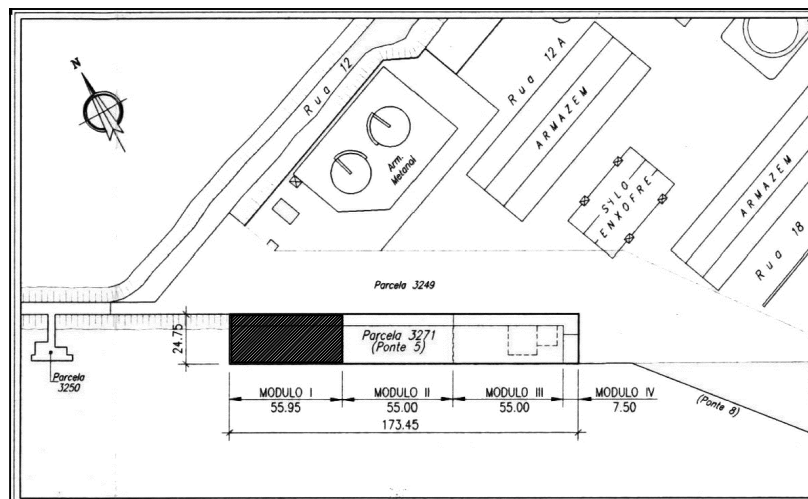 N
Rua 12
Rua 12 A
ARMAZEM
Arm.
Metanol
SYLO
ENXOFRE
ARMAZEM
Rua 18
Parcela 3249
24.75
Parcela 3271
(Ponte 5)
Parcela
3250
MODULO I
MODULO II
MODULO III
MODULO IV
55.95
55.00
55.00
7.50
(Ponte 8)
173.45